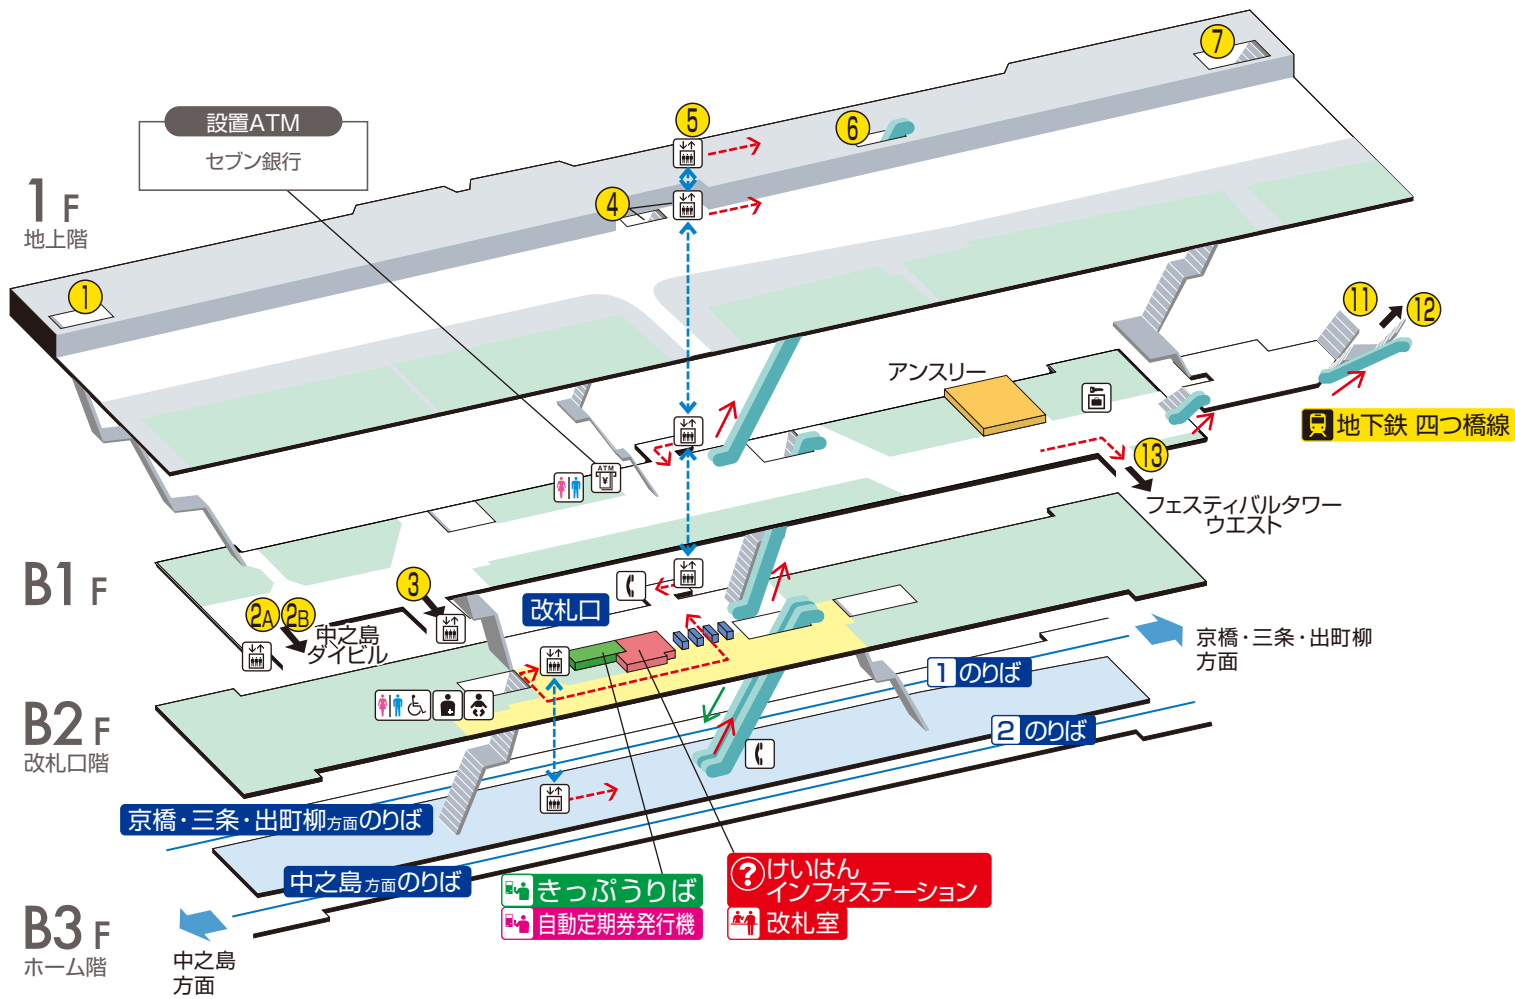 7
5
6
設置ATM
セブン銀行
4
1F
地上階
1
11
12
アンスリー
地下鉄 四つ橋線
13
ATM
¥
フェスティバルタワー
ウエスト
B1F
3
改札口
2A
2B
中之島
ダイビル
京橋・三条・出町柳
方面
1のりば
B2F
改札口階
2のりば
京橋・三条・出町柳方面のりば
中之島方面のりば
?けいはん
インフォステーション
きっぷうりば
自動定期券発行機
改札室
B3F
ホーム階
中之島
方面